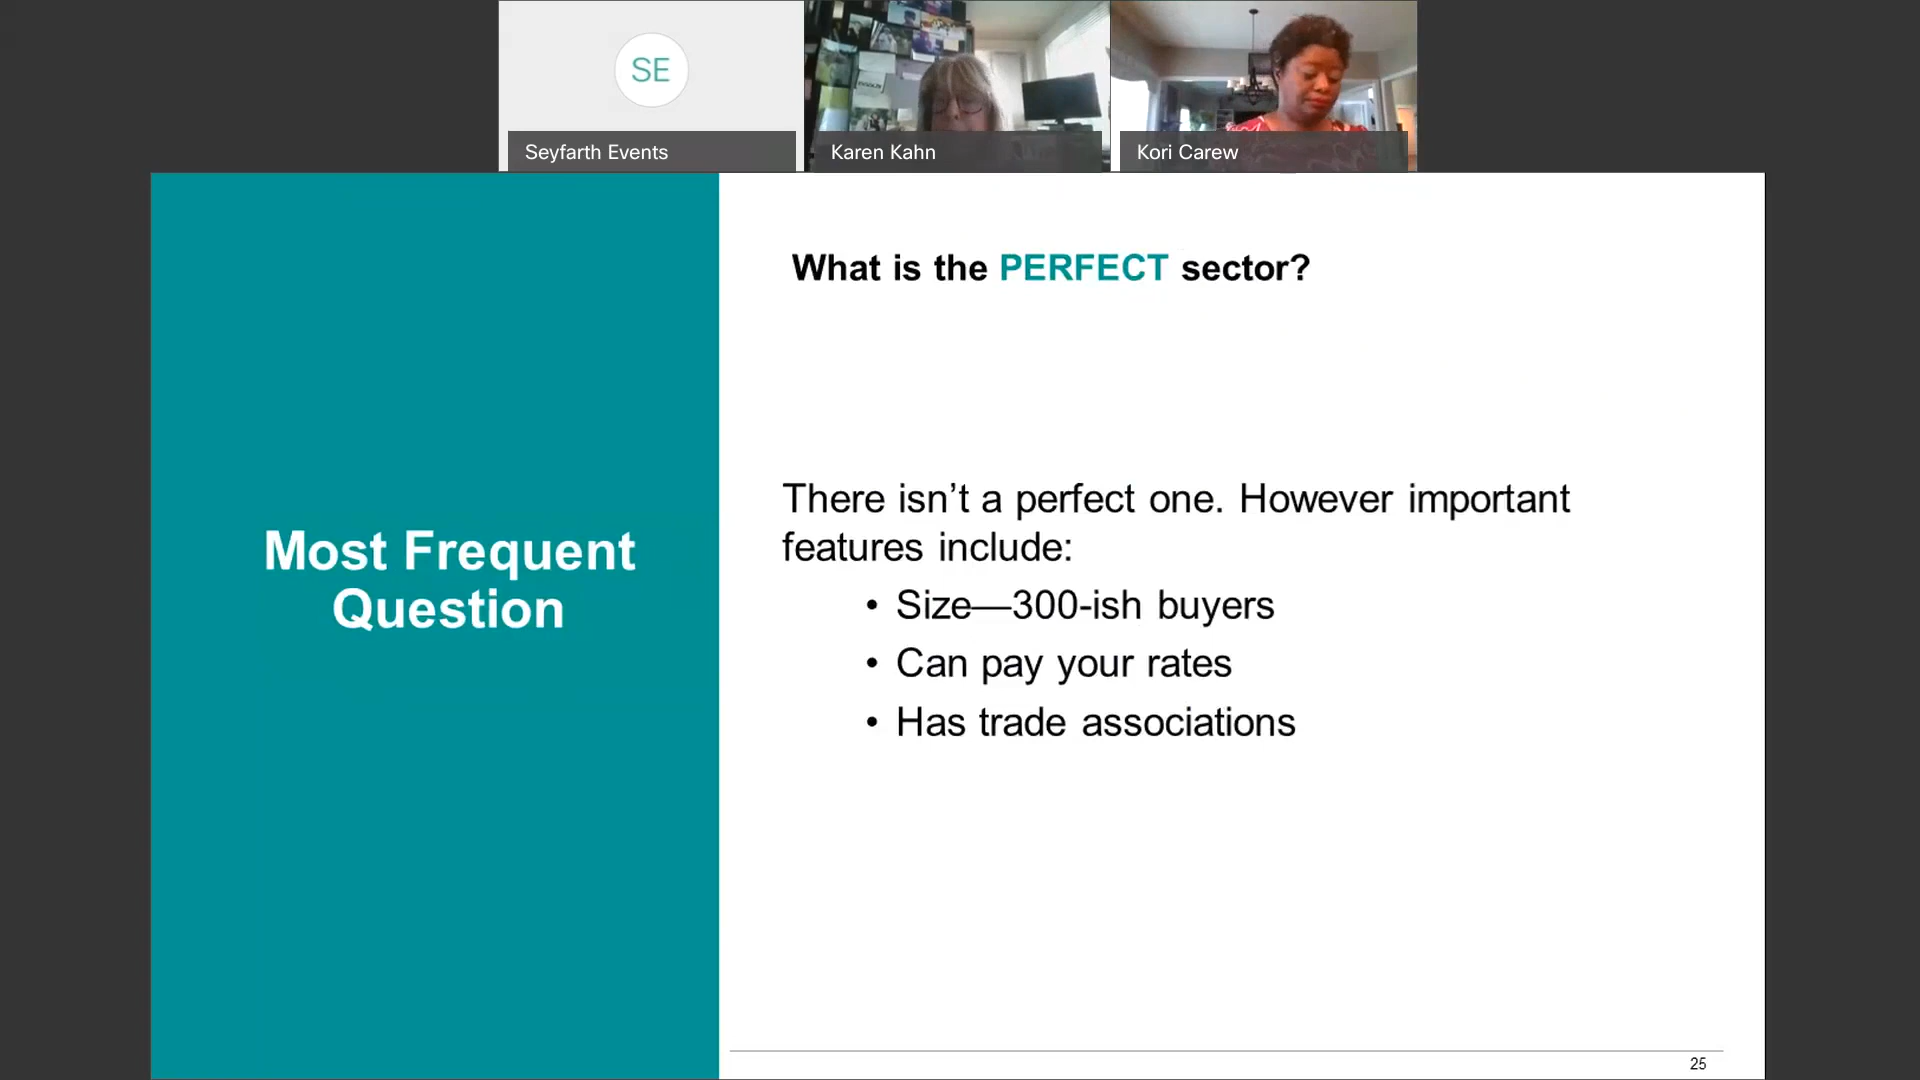 SE
Seyfarth Events
Karen Kahn
Kori Carew
What is the PERFECT sector?
Most Frequent
Question
There isn’t a perfect one. However important
features include:
• Size—300-ish buyers
• Can pay your rates
• Has trade associations
25